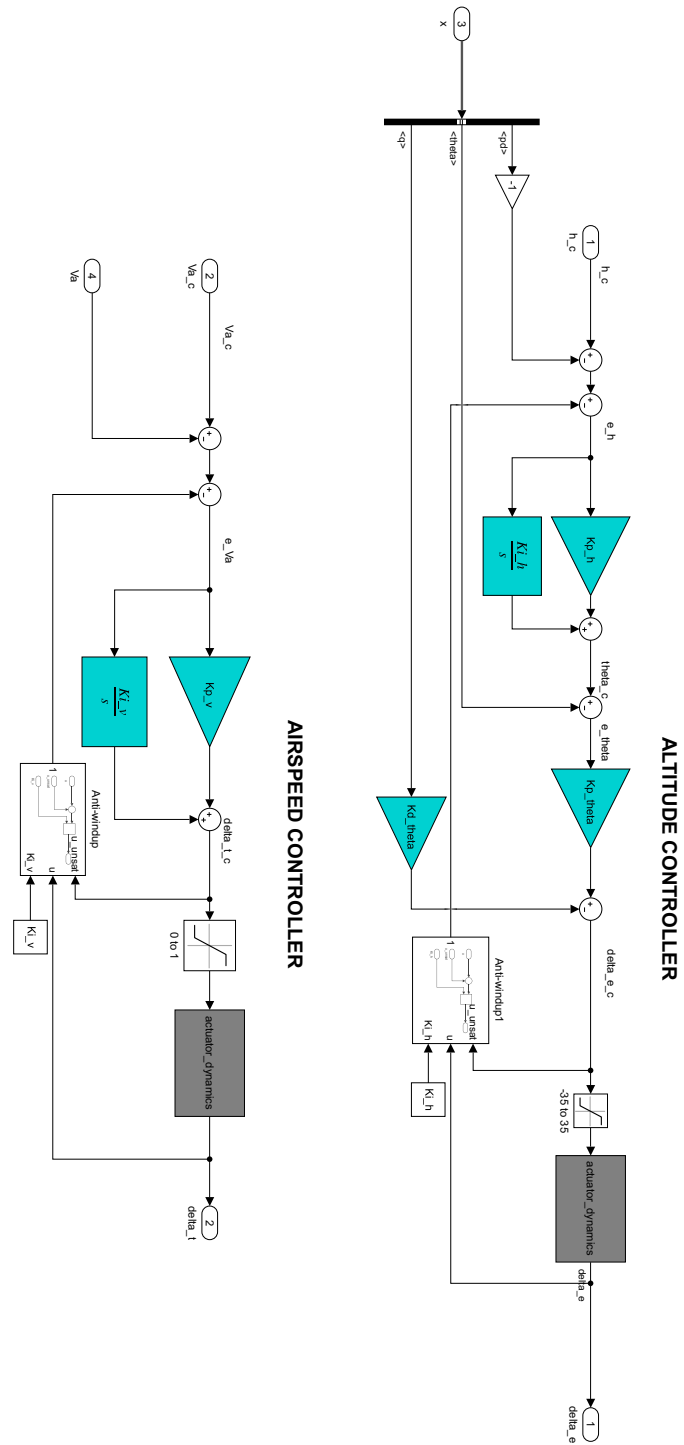 ALTITUDE CONTROLLER
3
x
<pd>
<theta>
<q>
-1
1
h_c
h_c
+
-
+
-
e_h
Kp_h
Ki_h
s
+
+
theta_c
+
-
e_theta
Kp_theta
Kd_theta
+
-
delta_e_c
Anti-windup1
1
u_unsat
u
Ki_h
Ki_h
-35 to 35
actuator_dynamics
delta_e
1
delta_e
AIRSPEED CONTROLLER
2
Va_c
4
Va
Va_c
+
-
+
-
e_Va
Kp_v
Ki_v
s
+
+
delta_t_c
Anti-windup
1
u_unsat
u
Ki_v
Ki_v
0 to 1
actuator_dynamics
2
delta_t